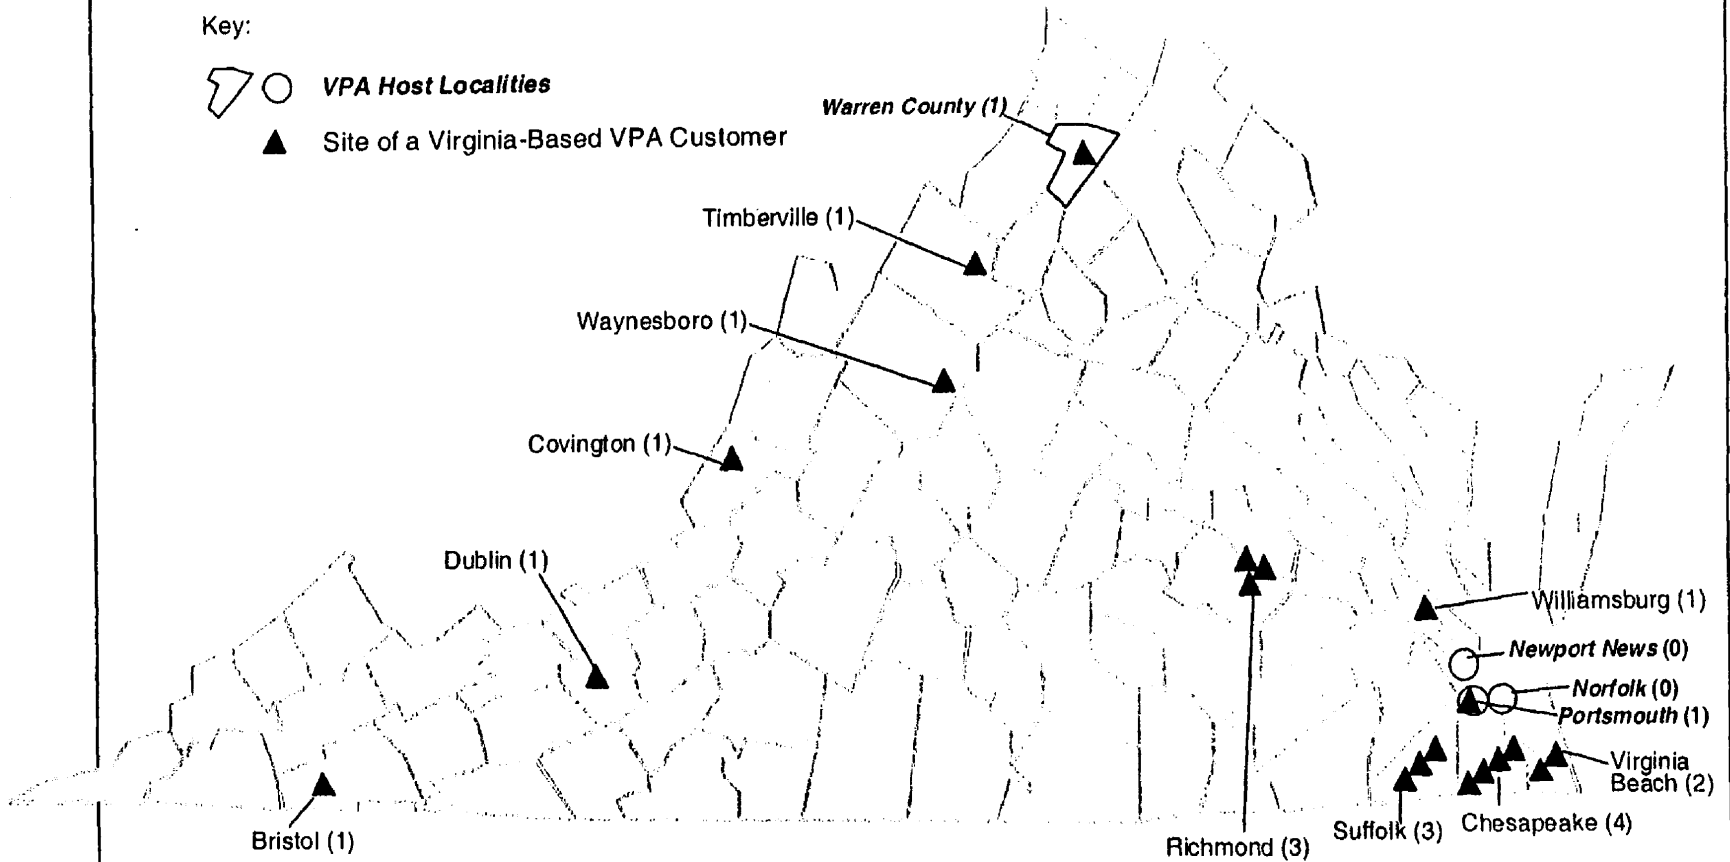 Key:
VPA Host Localities
Site of a Virginia-Based VPA Customer
Warren County (1)
Timberville (1)
Waynesboro (1)
Covington (1)
Dublin (1)
Williamsburg (1)
Newport News (0)
Norfolk (0)
Portsmouth (1)
Virginia
Beach (2)
Bristol (1)
Richmond (3)
Suffolk (3)
Chesapeake (4)